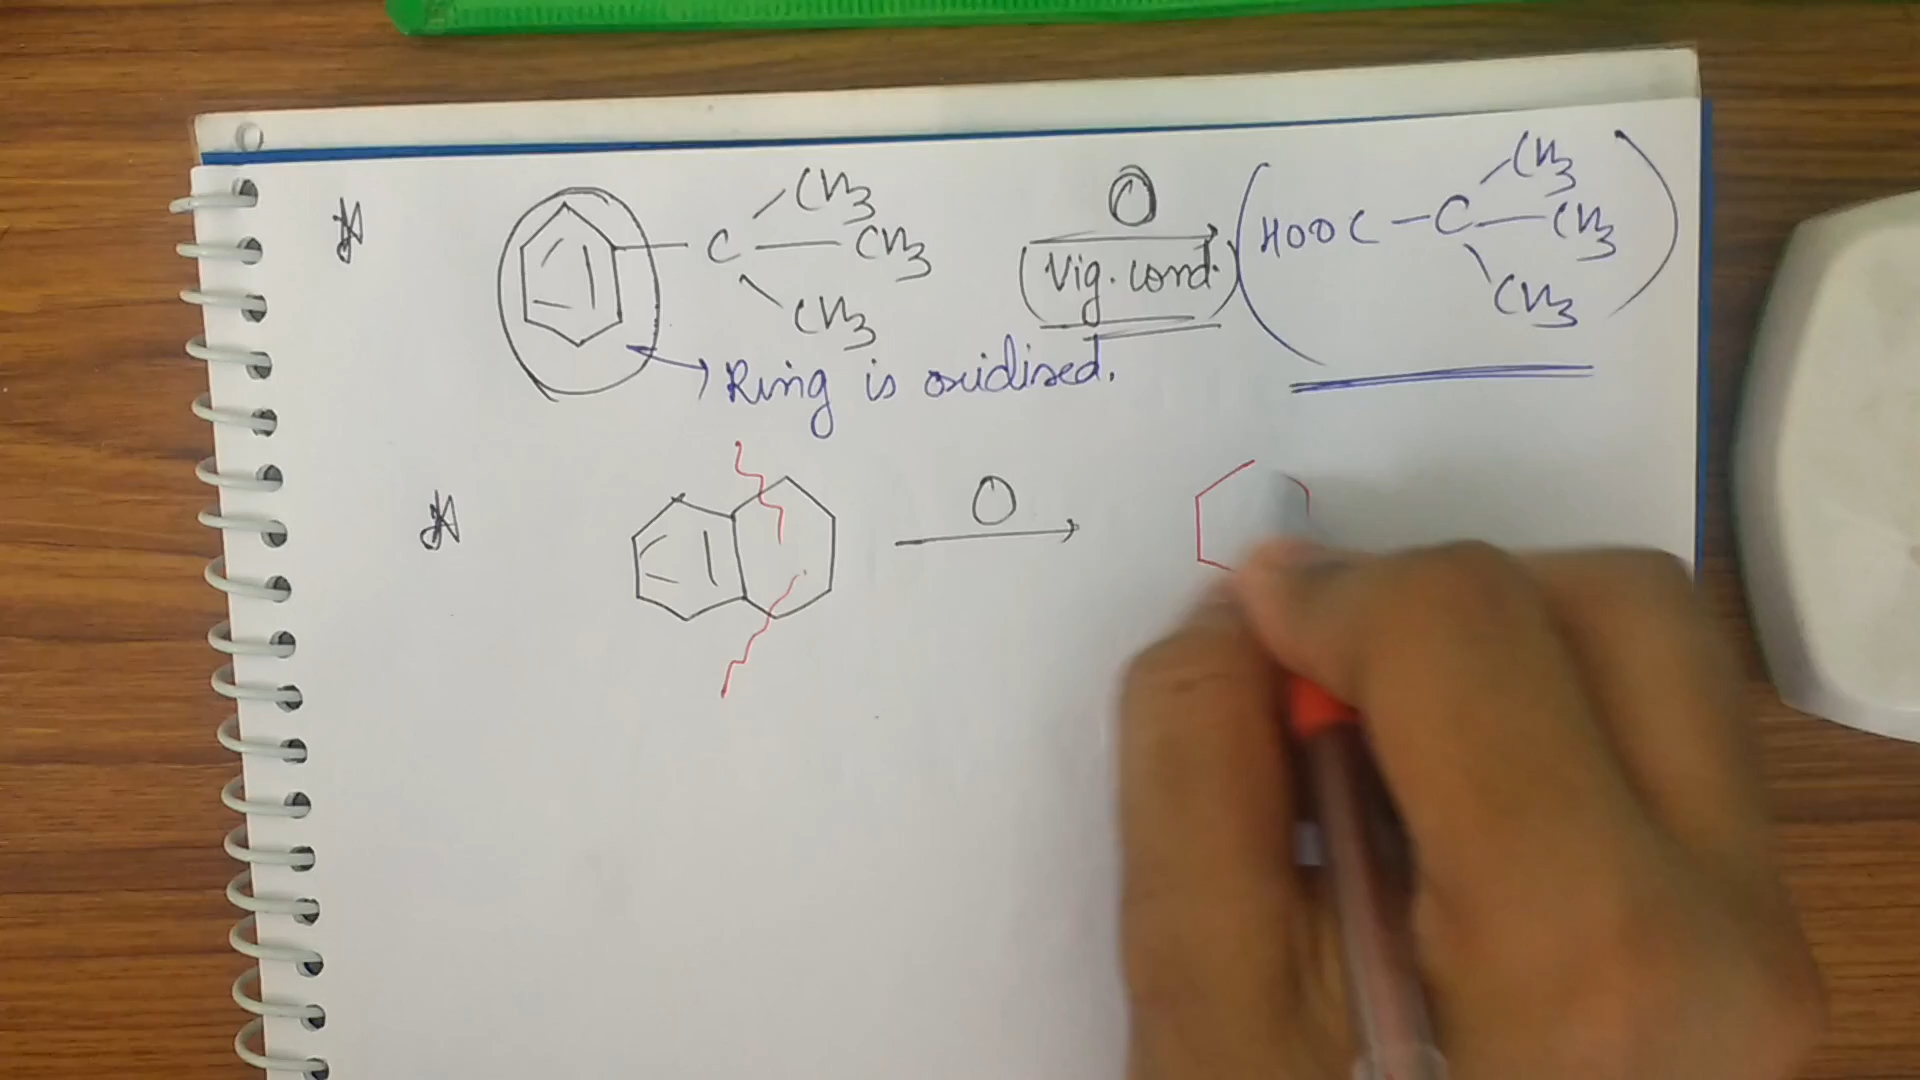 CH3
C CH3
CH3
O
Vig. cond.
HOOC - C - CH3
CH3
CH3
Ring is oxidised.
O